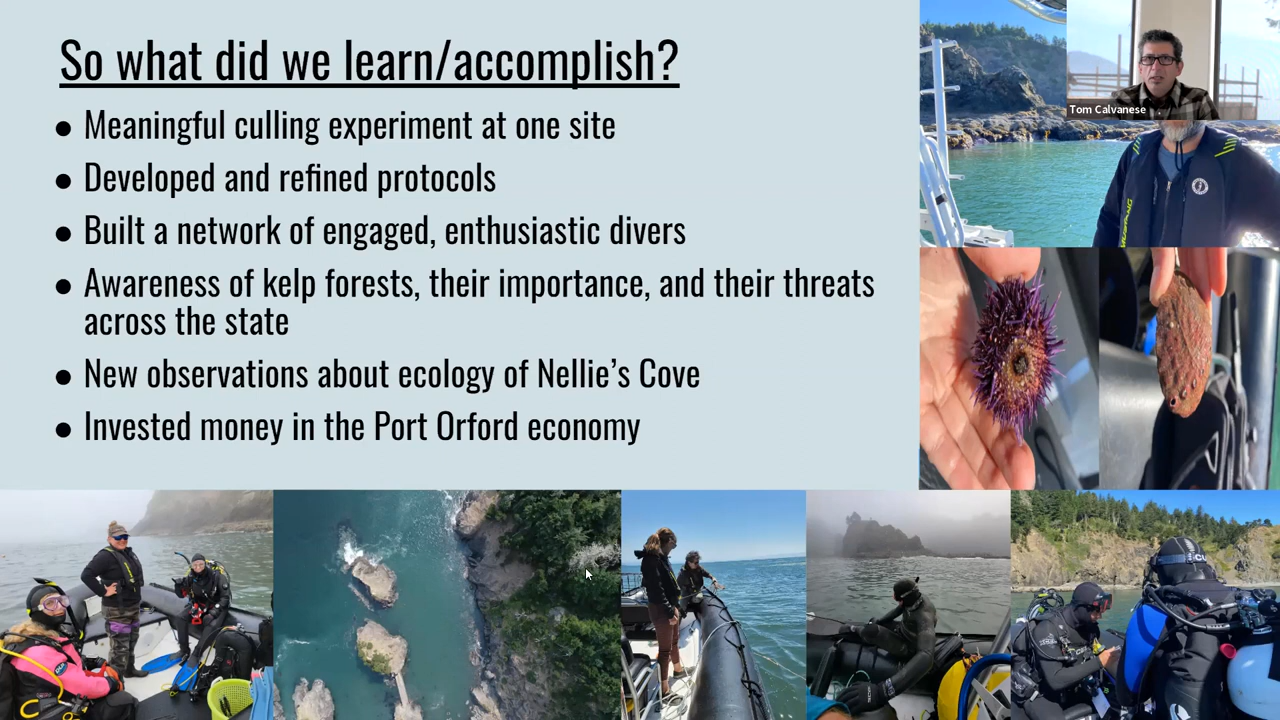 So what did we learn/accomplish?
● Meaningful culling experiment at one site
● Developed and refined protocols
● Built a network of engaged, enthusiastic divers
● Awareness of kelp forests, their importance, and their threats
across the state
● New observations about ecology of Nellie’s Cove
● Invested money in the Port Orford economy
Tom Calvanese
MUSTANG